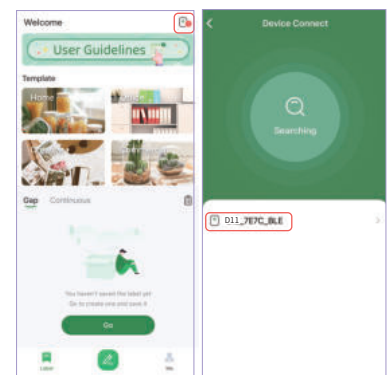 Welcome
User Guidelines
Template
Home
Gap Continuous
You haven't saved the label yet
Go to create one and save it
Go
Label
Me
Device Connect
Searching
D11_7E7C_BLE